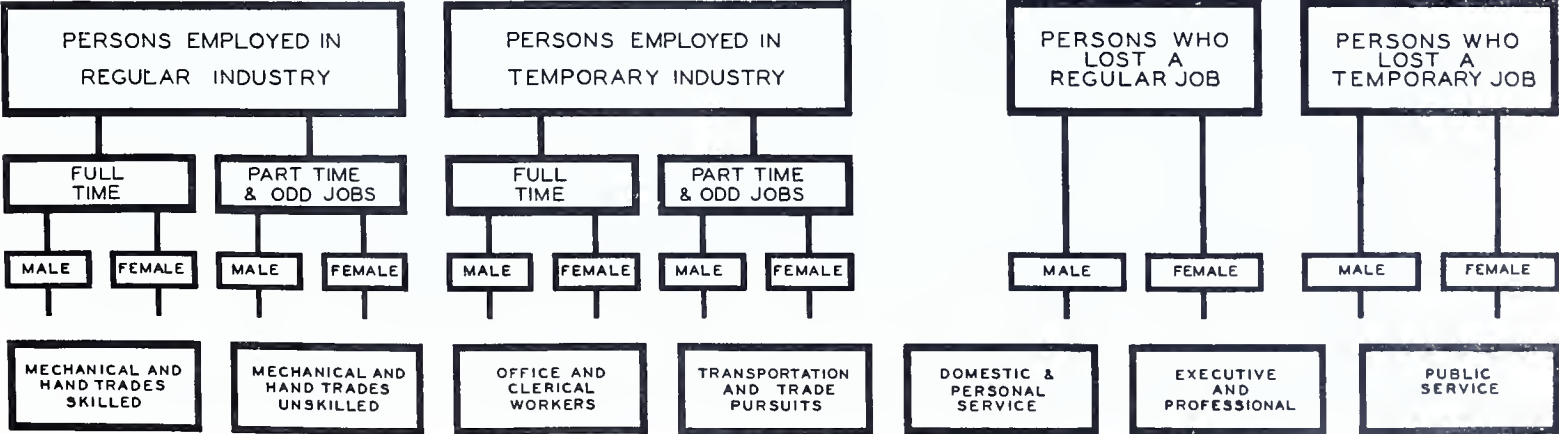 PERSONS EMPLOYED IN
REGULAR INDUSTRY
PERSONS EMPLOYED IN
TEMPORARY INDUSTRY
PERSONS WHO
LOST A
REGULAR JOB
PERSONS WHO
LOST A
TEMPORARY JOB
FULL
TIME
PART TIME
& ODD JOBS
FULL
TIME
PART TIME
& ODD JOBS
MALE
FEMALE
MALE
FEMALE
MALE
FEMALE
MALE
FEMALE
MALE
FEMALE
MALE
FEMALE
MECHANICAL AND
HAND TRADES
SKILLED
MECHANICAL AND
HAND TRADES
UNSKILLED
OFFICE AND
CLERICAL
WORKERS
TRANSPORTATION
AND TRADE
PURSUITS
DOMESTIC &
PERSONAL
SERVICE
EXECUTIVE
AND
PROFESSIONAL
PUBLIC
SERVICE